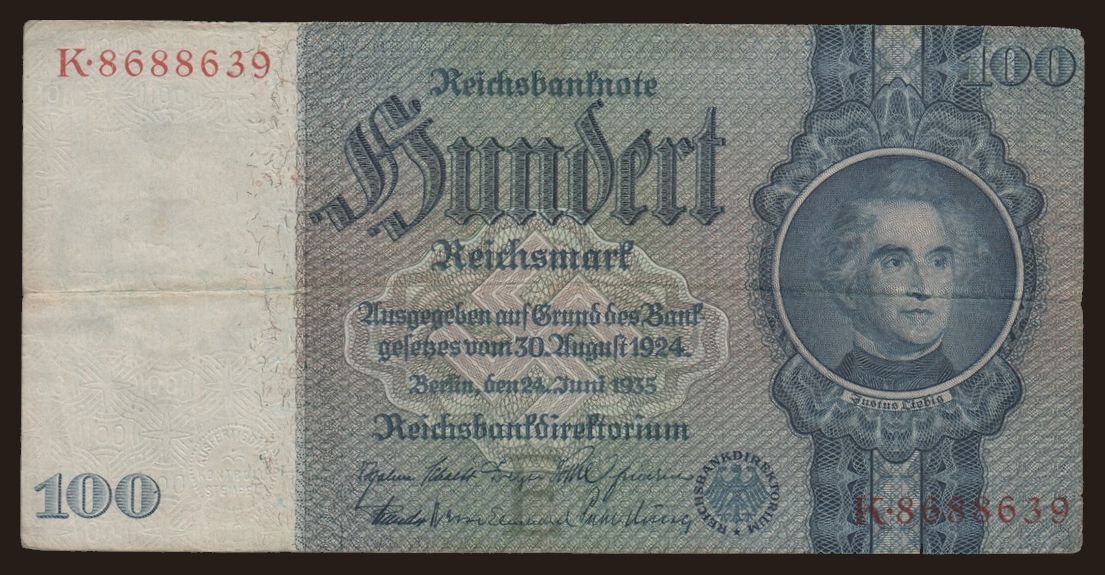 K·8688639
100
Reichsbanknote
Hundert
Reichsmark
Ausgegeben auf Grund des Bank-
gesetzes vom 30. August 1924.
Berlin, den 24. Juni 1935
Reichsbankdirektorium
REICHSBANKDIREKTORIUM
Justus Liebig
100
K·8688639